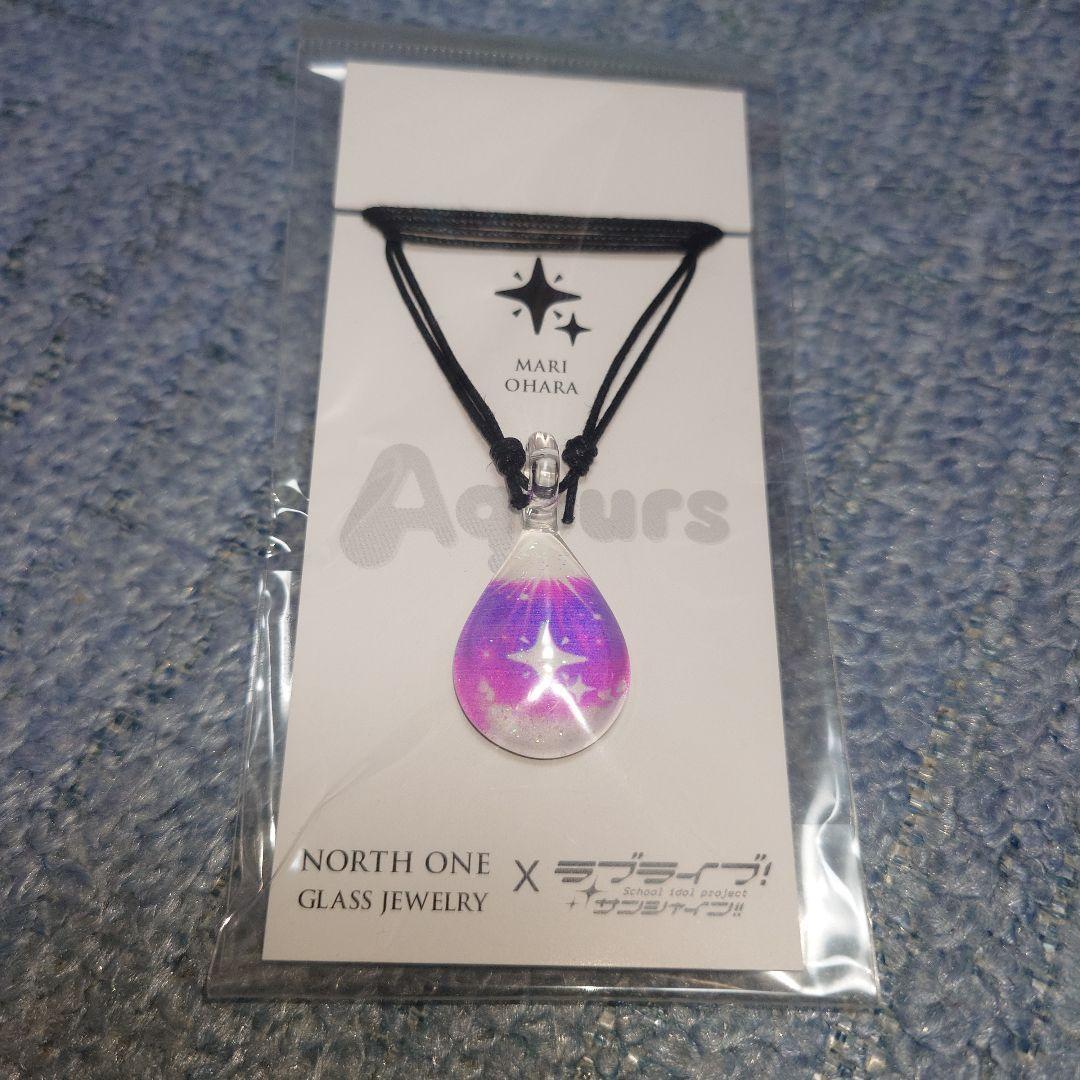 MARI
OHARA
Aqours
NORTH ONE
GLASS JEWELRY
X
ラブライブ!
School idol project
サンシャイン!!